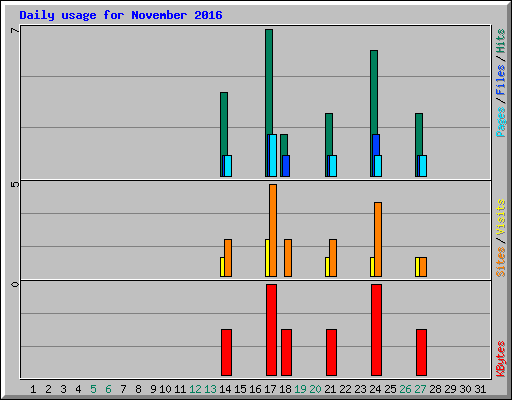 Daily usage for November 2016
7
5
0
Pages / Files / Hits
Sites / Visits
KBytes
1 2 3 4 5 6 7 8 9 10 11 12 13 14 15 16 17 18 19 20 21 22 23 24 25 26 27 28 29 30 31